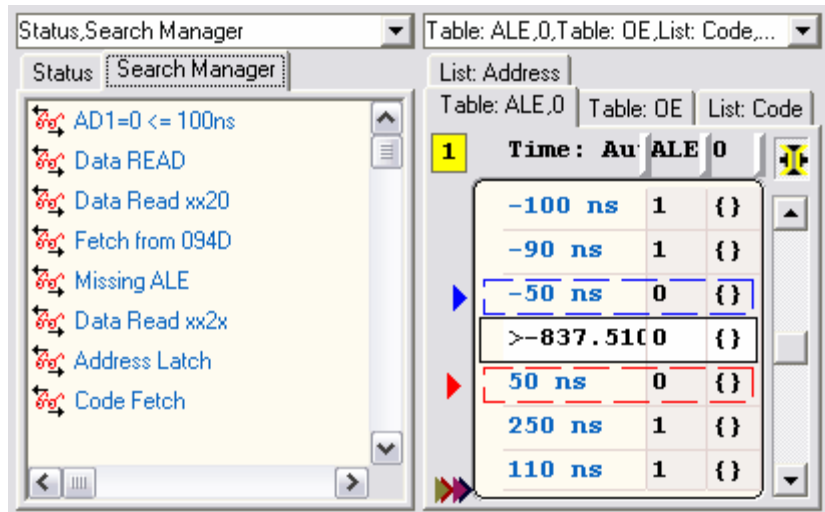 Status,Search Manager
Status Search Manager
AD1=0 <= 100ns
Data READ
Data Read xx20
Fetch from 094D
Missing ALE
Data Read xx2x
Address Latch
Code Fetch
Table: ALE,0,Table: OE,List: Code,...
List: Address
Table: ALE,0 Table: OE List: Code
1 Time: Au ALE 0
-100 ns 1 {}
-90 ns 1 {}
-50 ns 0 {}
>-837.510 0 {}
50 ns 0 {}
250 ns 1 {}
110 ns 1 {}